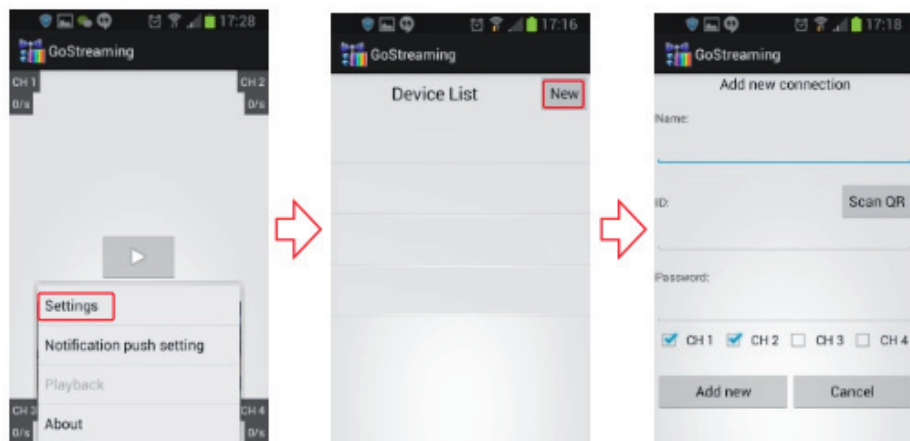 17:28
GoStreaming
CH 1
CH 2
0/s
0/s
Settings
Notification push setting
Playback
About
CH 3
CH 4
0/s
0/s
17:16
GoStreaming
Device List
New
17:18
GoStreaming
Add new connection
Name:
ID:
Scan QR
Password:
CH 1 CH 2 CH 3 CH 4
Add new
Cancel